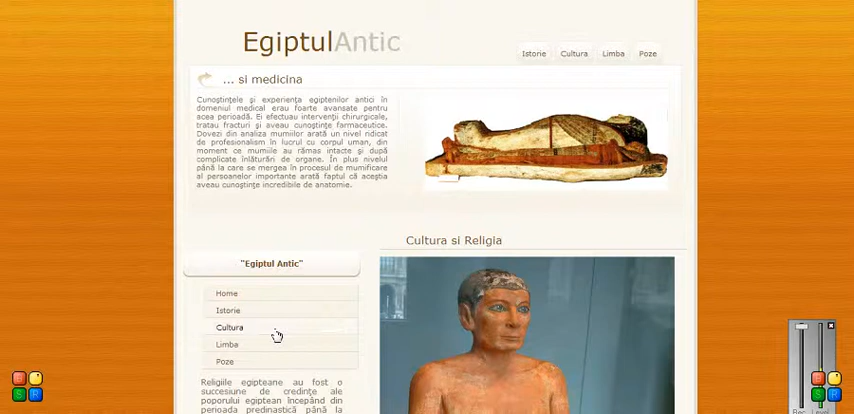 EgiptulAntic
Istorie Cultura Limba Poze
... si medicina
Cunoştinţele şi experienţa egiptenilor antici în
domeniul medical erau foarte avansate pentru
acea perioadă. Ei efectuau intervenţii chirurgicale,
tratau fracturi şi aveau cunoştinţe farmaceutice.
Dovezi din analiza mumiilor arată un nivel ridicat
de profesionalism în lucrul cu corpul uman, din
moment ce mumiile au rămas intacte şi după
complicate înlăturări de organe. În plus nivelul
până la care se mergea în procesul de mumificare
al persoanelor importante arată faptul că aceştia
aveau cunoştinţe incredibile de anatomie.
Cultura si Religia
"Egiptul Antic"
Home
Istorie
Cultura
Limba
Poze
Religiile egiptene au fost o
succesiune de credinţe ale
poporului egiptean începând din
perioada predinastică până la
S R
S R
Rec Level